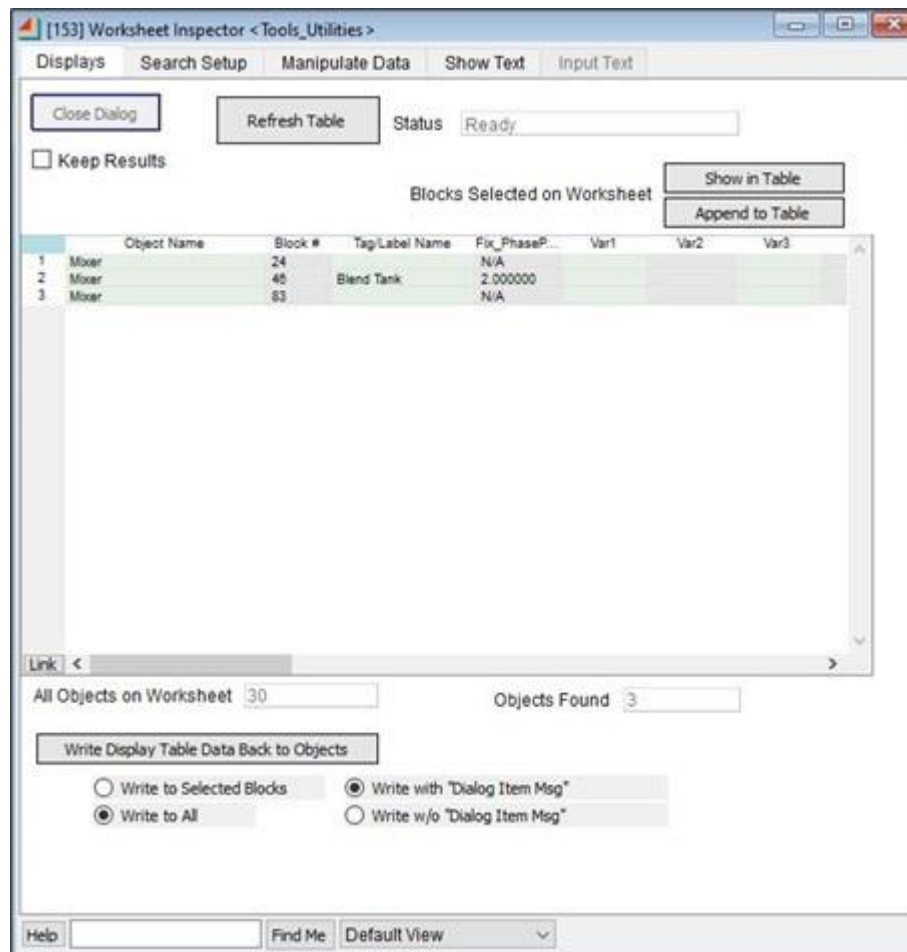 [153] Worksheet Inspector <Tools_Utilities>
Displays Search Setup Manipulate Data Show Text Input Text
Close Dialog Refresh Table Status Ready
Keep Results
Blocks Selected on Worksheet Show in Table
Append to Table
Object Name Block # Tag/Label Name Fix_PhaseP... Var1 Var2 Var3
1 Mixer 24 N/A
2 Mixer 46 Blend Tank 2.000000
3 Mixer 83 N/A
Link
All Objects on Worksheet 30 Objects Found 3
Write Display Table Data Back to Objects
Write to Selected Blocks Write with "Dialog Item Msg"
Write to All Write w/o "Dialog Item Msg"
Help Find Me Default View